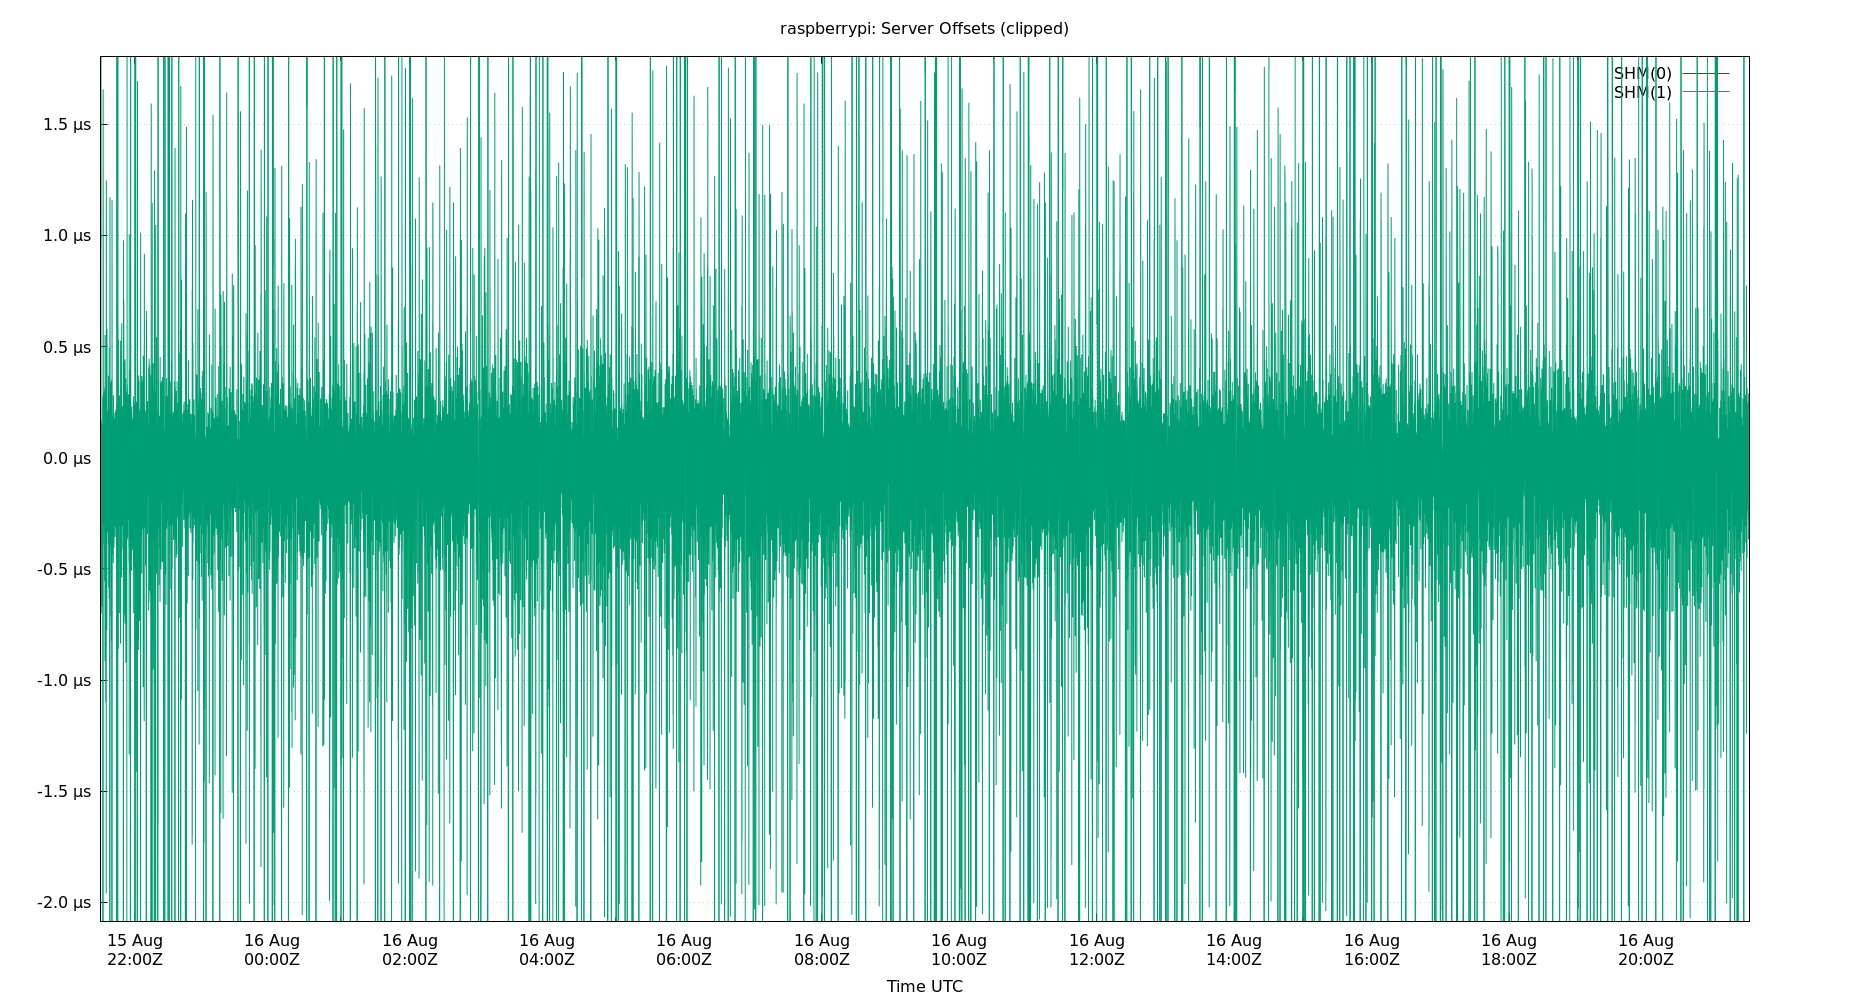 raspberrypi: Server Offsets (clipped)
SHM(0)
SHM(1)
1.5 µs
1.0 µs
0.5 µs
0.0 µs
-0.5 µs
-1.0 µs
-1.5 µs
-2.0 µs
15 Aug 16 Aug 16 Aug 16 Aug 16 Aug 16 Aug 16 Aug 16 Aug 16 Aug 16 Aug 16 Aug 16 Aug
22:00Z 00:00Z 02:00Z 04:00Z 06:00Z 08:00Z 10:00Z 12:00Z 14:00Z 16:00Z 18:00Z 20:00Z
Time UTC